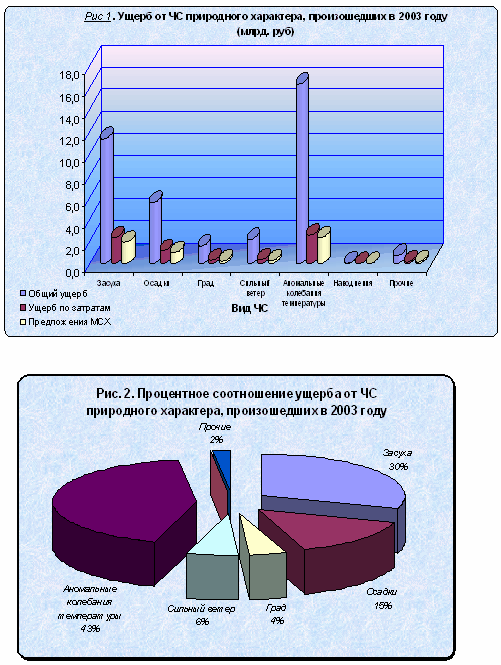 Рис 1. Ущерб от ЧС природного характера, произошедших в 2003 году
(млрд. руб)
18,0
16,0
14,0
12,0
10,0
8,0
6,0
4,0
2,0
0,0
Засуха
Осадки
Град
Сильный
ветер
Аномальные
колебания
температуры
Наводнения
Прочие
Вид ЧС
Общий ущерб
Ущерб по затратам
Предложения МСХ
Рис. 2. Процентное соотношение ущерба от ЧС
природного характера, произошедших в 2003 году
Прочие
2%
Засуха
30%
Аномальные
колебания
температуры
43%
Сильный ветер
6%
Град
4%
Осадки
15%